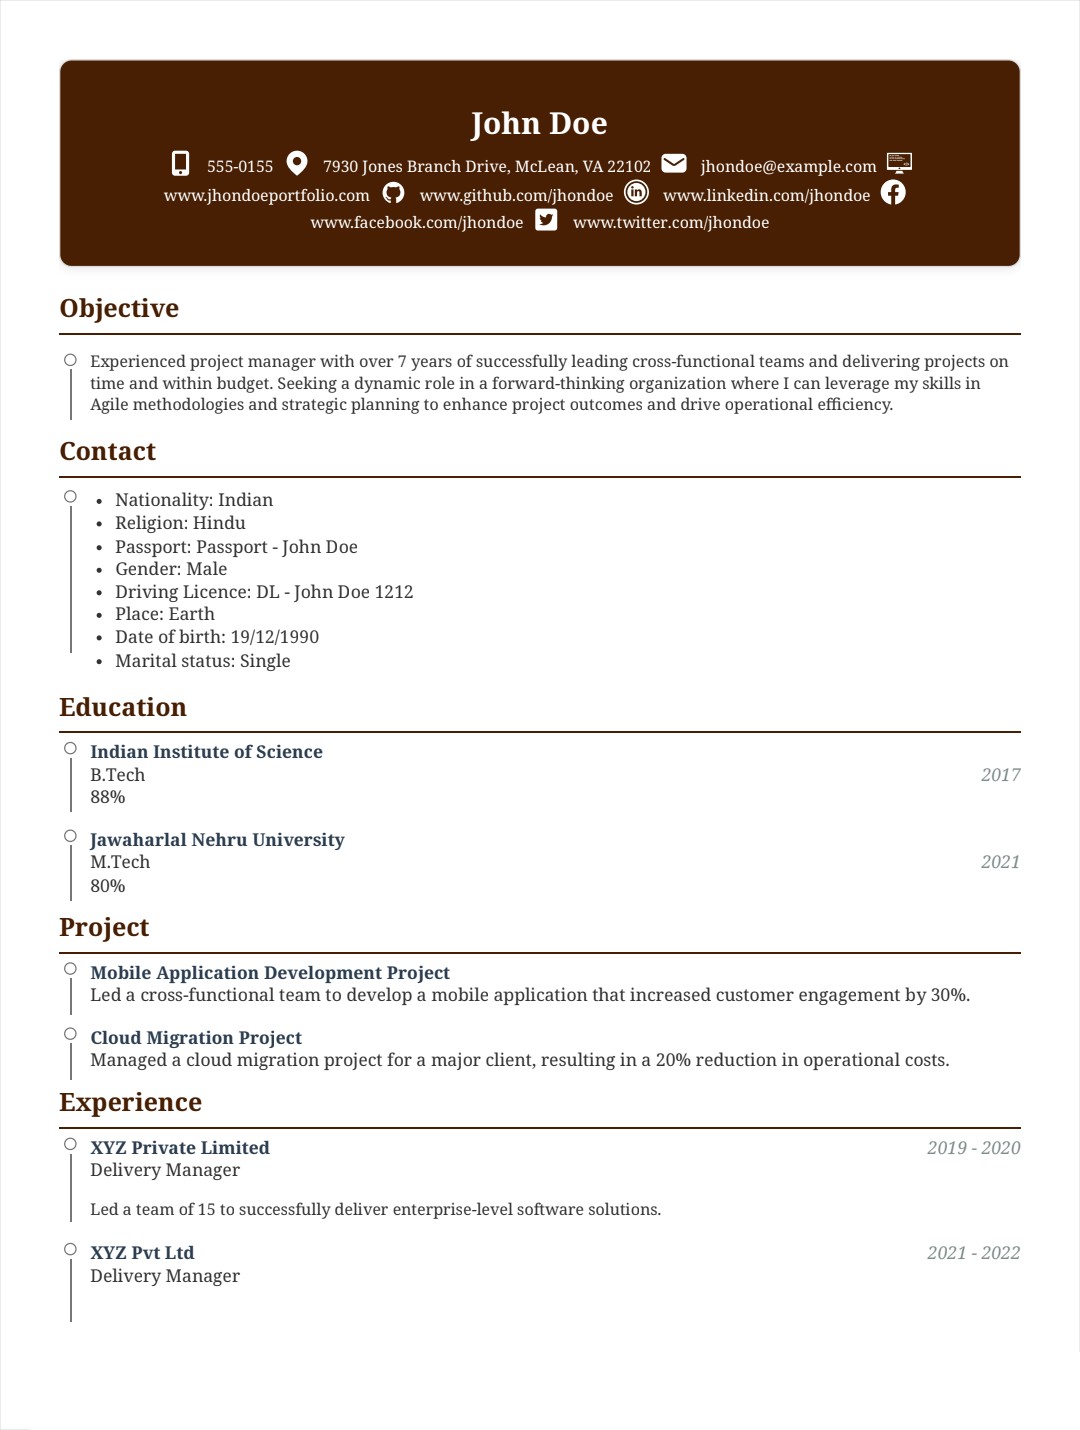 John Doe
555-0155 7930 Jones Branch Drive, McLean, VA 22102 jhondoe@example.com
www.jhondoeportfolio.com www.github.com/jhondoe www.linkedin.com/jhondoe
www.facebook.com/jhondoe www.twitter.com/jhondoe
Objective
Experienced project manager with over 7 years of successfully leading cross-functional teams and delivering projects on
time and within budget. Seeking a dynamic role in a forward-thinking organization where I can leverage my skills in
Agile methodologies and strategic planning to enhance project outcomes and drive operational efficiency.
Contact
• Nationality: Indian
• Religion: Hindu
• Passport: Passport - John Doe
• Gender: Male
• Driving Licence: DL - John Doe 1212
• Place: Earth
• Date of birth: 19/12/1990
• Marital status: Single
Education
Indian Institute of Science
B.Tech 2017
88%
Jawaharlal Nehru University
M.Tech 2021
80%
Project
Mobile Application Development Project
Led a cross-functional team to develop a mobile application that increased customer engagement by 30%.
Cloud Migration Project
Managed a cloud migration project for a major client, resulting in a 20% reduction in operational costs.
Experience
XYZ Private Limited 2019 - 2020
Delivery Manager
Led a team of 15 to successfully deliver enterprise-level software solutions.
XYZ Pvt Ltd 2021 - 2022
Delivery Manager